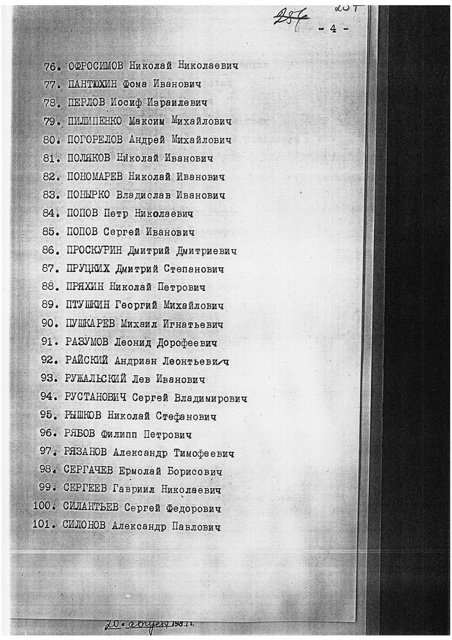 256
- 4 -
76. ОФРОСИМОВ Николай Николаевич
77. ПАНТЮХИН Фома Иванович
78. ПЕРЛОВ Иосиф Израилевич
79. ПИЛИПЕНКО Максим Михайлович
80. ПОГОРЕЛОВ Андрей Михайлович
81. ПОЛЯКОВ Николай Иванович
82. ПОНОМАРЕВ Николай Иванович
83. ПОНЫРКО Владислав Иванович
84. ПОПОВ Петр Николаевич
85. ПОПОВ Сергей Иванович
86. ПРОСКУРИН Дмитрий Дмитриевич
87. ПРУЦКИХ Дмитрий Степанович
88. ПРЯХИН Николай Петрович
89. ПТУШКИН Георгий Михайлович
90. ПУШКАРЕВ Михаил Игнатьевич
91. РАЗУМОВ Леонид Дорофеевич
92. РАЙСКИЙ Андриан Леонтьевич
93. РУЖАЛЬСКИЙ Лев Иванович
94. РУСТАНОВИЧ Сергей Владимирович
95. РЫШКОВ Николай Стефанович
96. РЯБОВ Филипп Петрович
97. РЯЗАНОВ Александр Тимофеевич
98. СЕРГАЧЕВ Ермолай Борисович
99. СЕРГЕЕВ Гавриил Николаевич
100. СИЛАНТЬЕВ Сергей Федорович
101. СИЛОНОВ Александр Павлович
20. августа